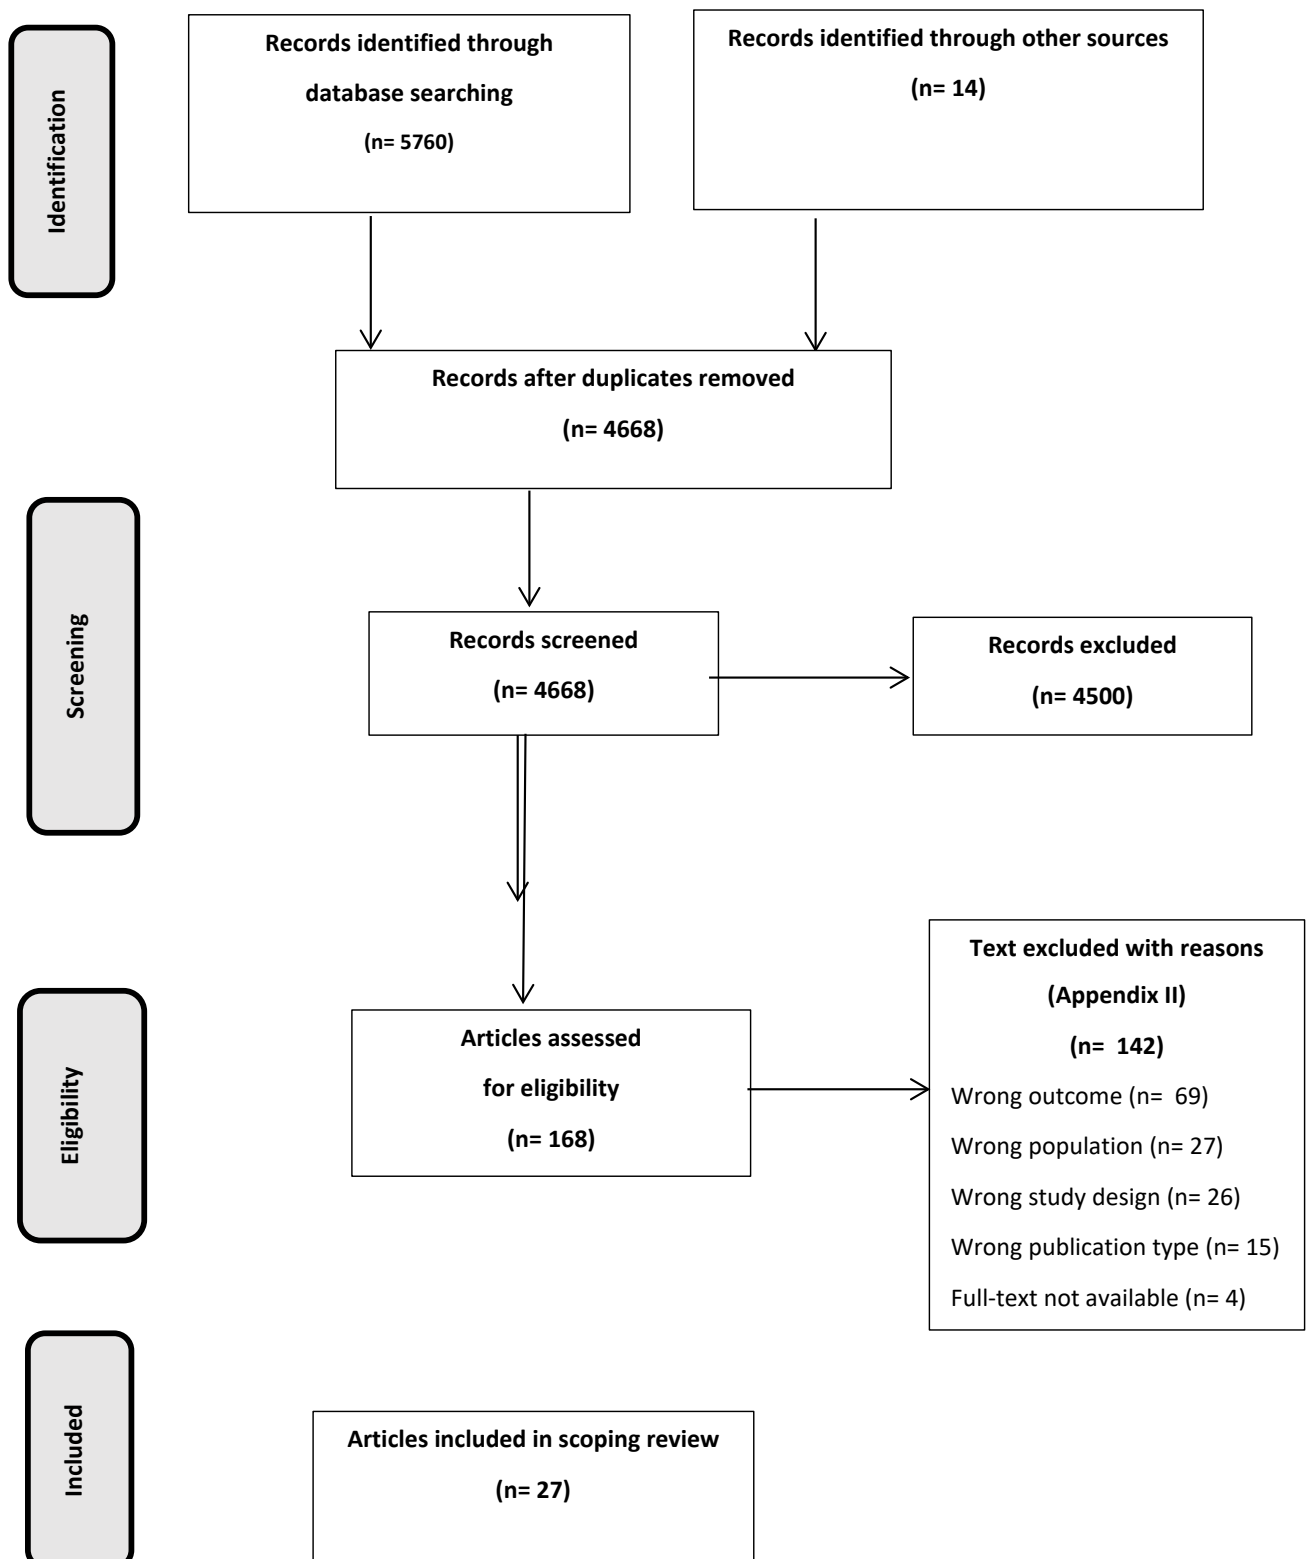 Identification
Records identified through
database searching
(n= 5760)
Records identified through other sources
(n= 14)
Records after duplicates removed
(n= 4668)
Screening
Records screened
(n= 4668)
Records excluded
(n= 4500)
Eligibility
Articles assessed
for eligibility
(n= 168)
Text excluded with reasons
(Appendix II)
(n=  142)
Wrong outcome (n=  69)
Wrong population (n= 27)
Wrong study design (n= 26)
Wrong publication type (n= 15)
Full-text not available (n= 4)
Included
Articles included in scoping review
(n= 27)